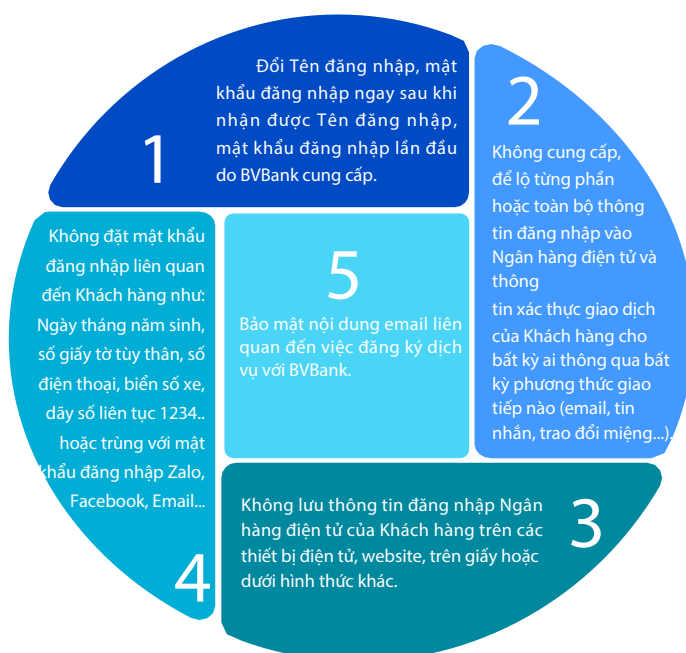 1
Đổi Tên đăng nhập, mật
khẩu đăng nhập ngay sau khi
nhận được Tên đăng nhập,
mật khẩu đăng nhập lần đầu
do BVBank cung cấp.
2
Không cung cấp,
để lộ từng phần
hoặc toàn bộ thông
tin đăng nhập vào
Ngân hàng điện tử và
thông
tin xác thực giao dịch
của Khách hàng cho
bất kỳ ai thông qua bất
kỳ phương thức giao
tiếp nào (email, tin
nhắn, trao đổi miệng...).
3
Không lưu thông tin đăng nhập Ngân
hàng điện tử của Khách hàng trên các
thiết bị điện tử, website, trên giấy hoặc
dưới hình thức khác.
4
Không đặt mật khẩu
đăng nhập liên quan
đến Khách hàng như:
Ngày tháng năm sinh,
số giấy tờ tùy thân, số
điện thoại, biển số xe,
dãy số liên tục 1234..
hoặc trùng với mật
khẩu đăng nhập Zalo,
Facebook, Email...
5
Bảo mật nội dung email liên
quan đến việc đăng ký dịch
vụ với BVBank.